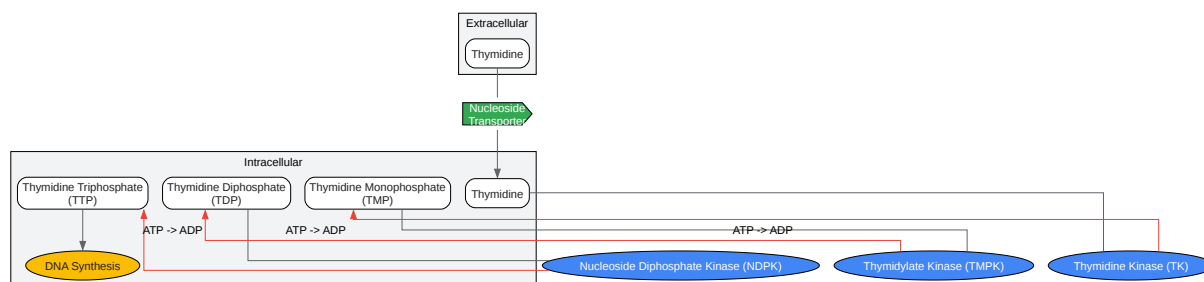 Extracellular
Thymidine
Nucleoside
Transporter
Intracellular
Thymidine Triphosphate
(TTP)
Thymidine Diphosphate
(TDP)
Thymidine Monophosphate
(TMP)
Thymidine
ATP -> ADP
ATP -> ADP
ATP -> ADP
DNA Synthesis
Nucleoside Diphosphate Kinase (NDPK)
Thymidylate Kinase (TMPK)
Thymidine Kinase (TK)